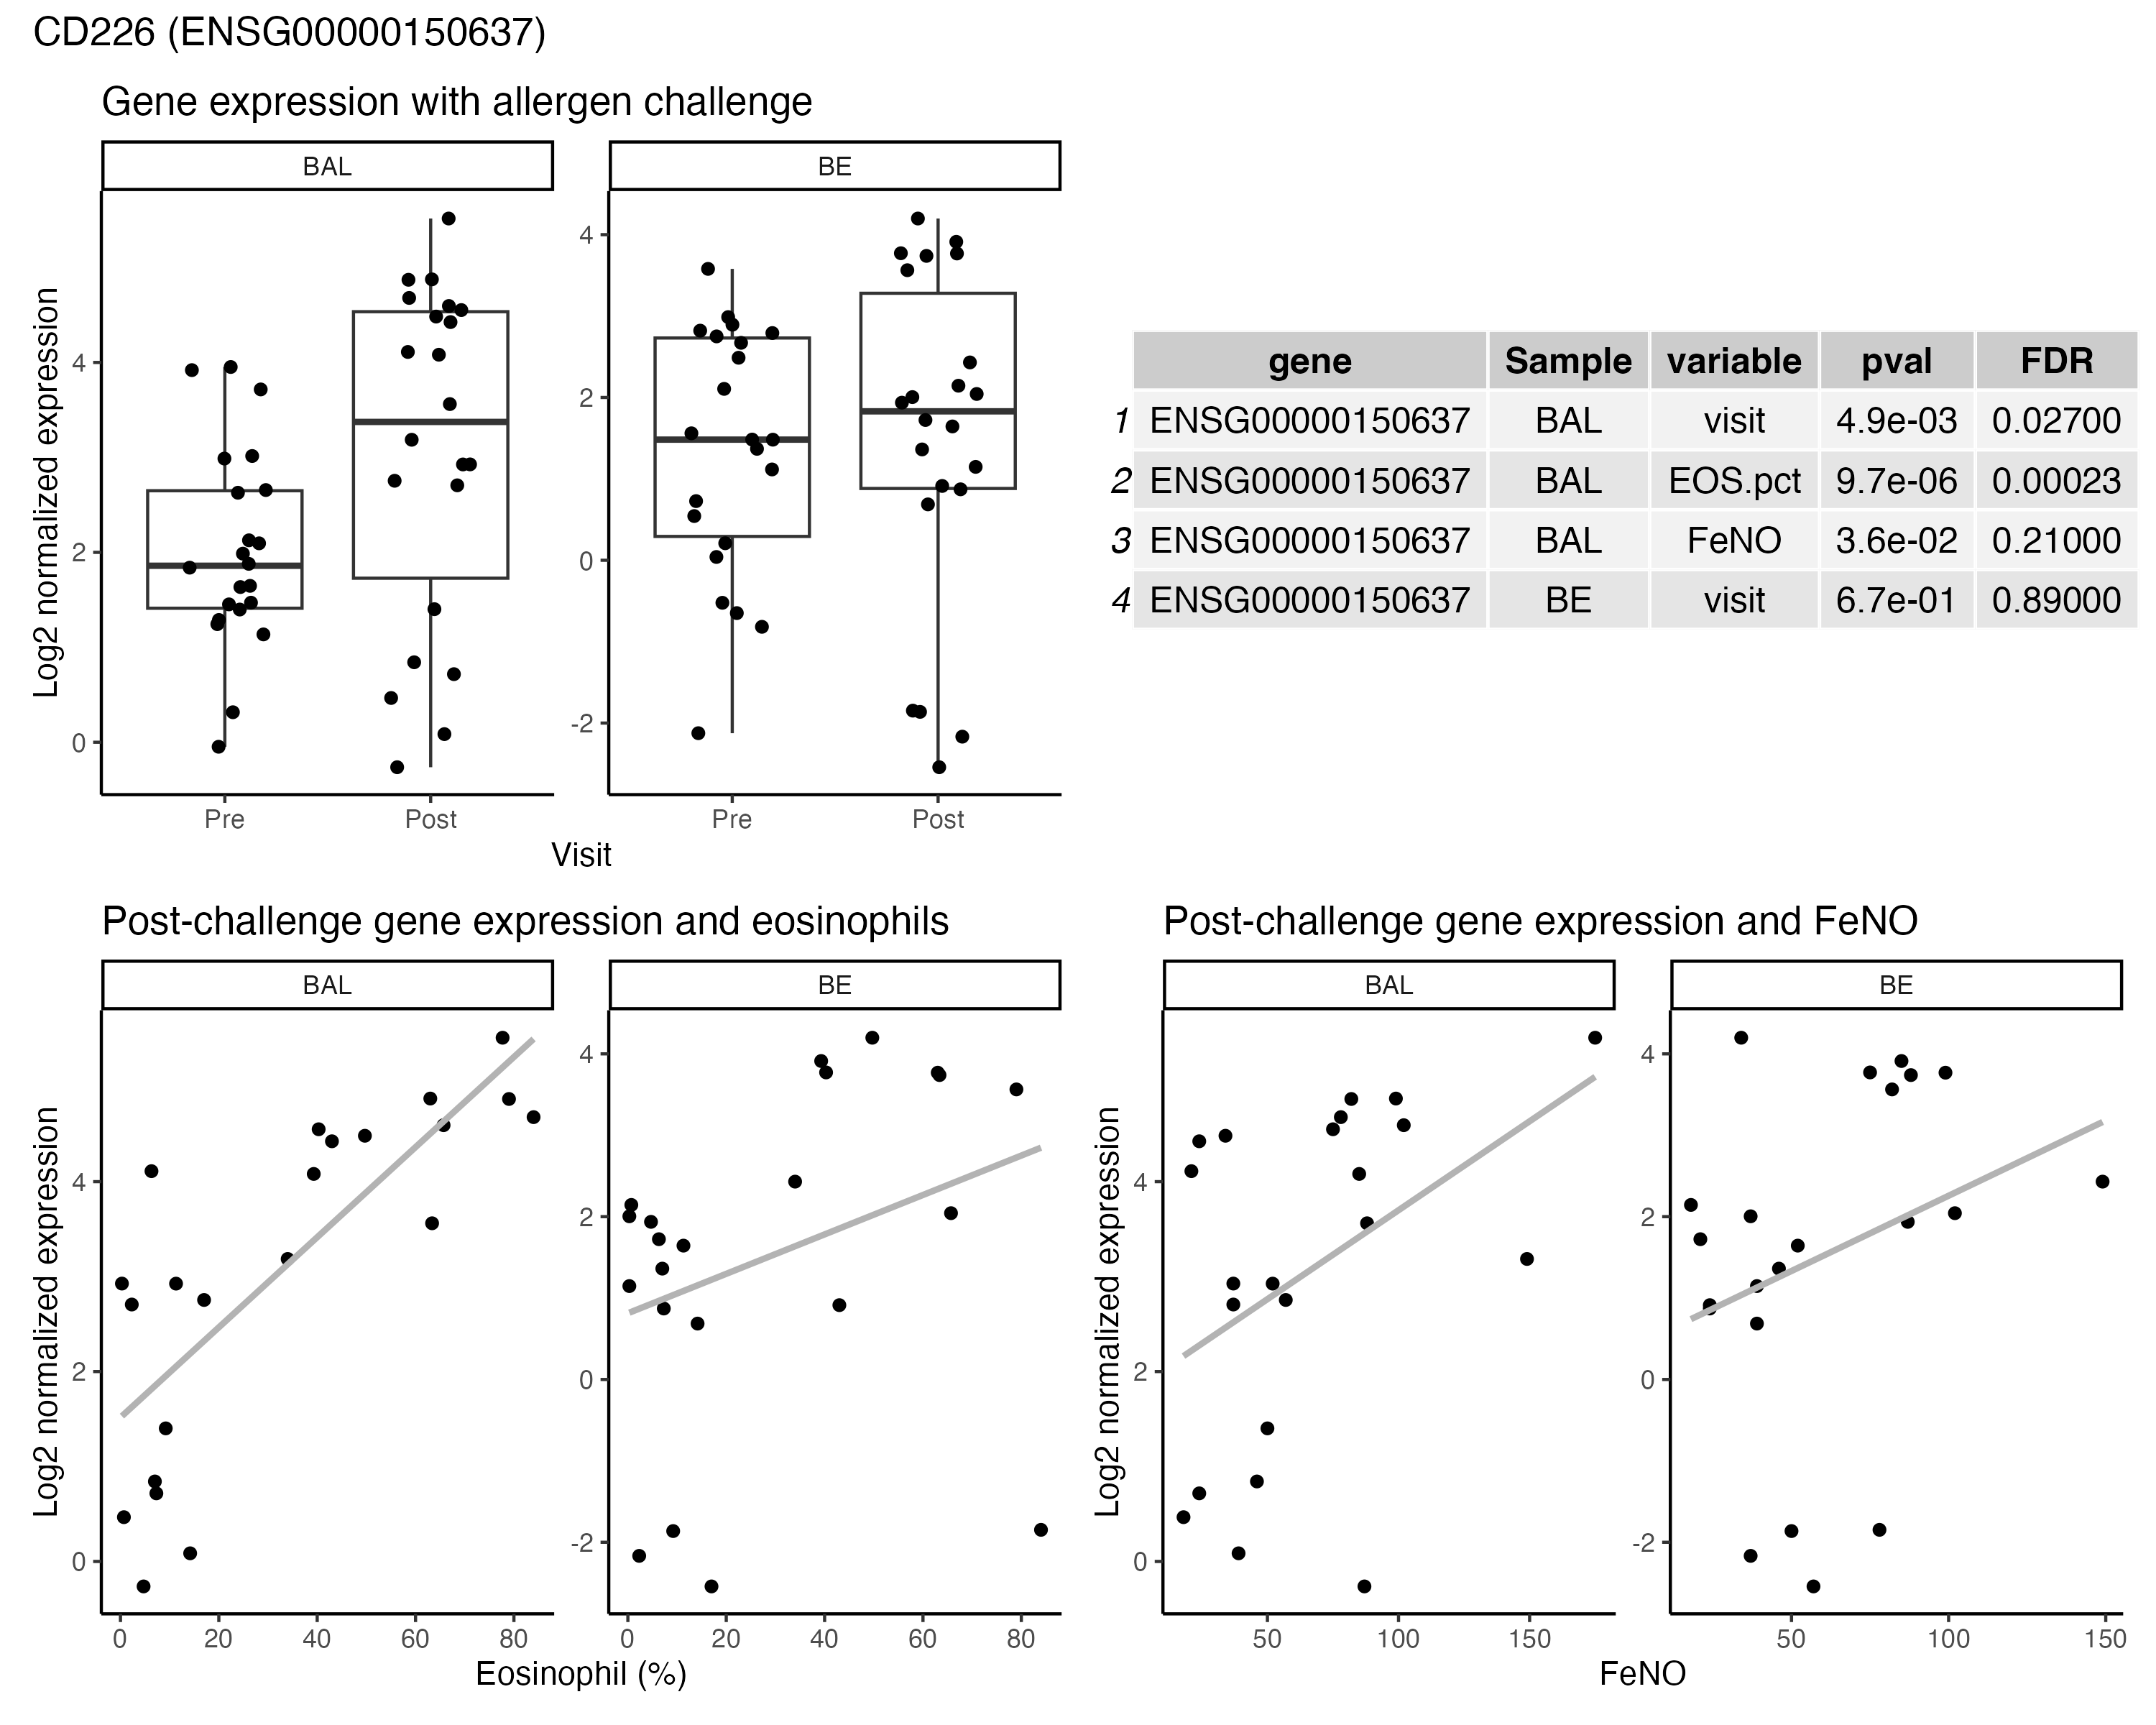 CD226 (ENSG00000150637)
Gene expression with allergen challenge
BAL
BE
Log2 normalized expression
4
2
0
4
2
0
-2
Pre
Post
Pre
Post
Visit
gene Sample variable pval FDR
1 ENSG00000150637 BAL visit 4.9e-03 0.02700
2 ENSG00000150637 BAL EOS.pct 9.7e-06 0.00023
3 ENSG00000150637 BAL FeNO 3.6e-02 0.21000
4 ENSG00000150637 BE visit 6.7e-01 0.89000
Post-challenge gene expression and eosinophils
BAL
BE
Log2 normalized expression
4
2
0
4
2
0
-2
0 20 40 60 80
0 20 40 60 80
Eosinophil (%)
Post-challenge gene expression and FeNO
BAL
BE
Log2 normalized expression
4
2
0
4
2
0
-2
50 100 150
50 100 150
FeNO